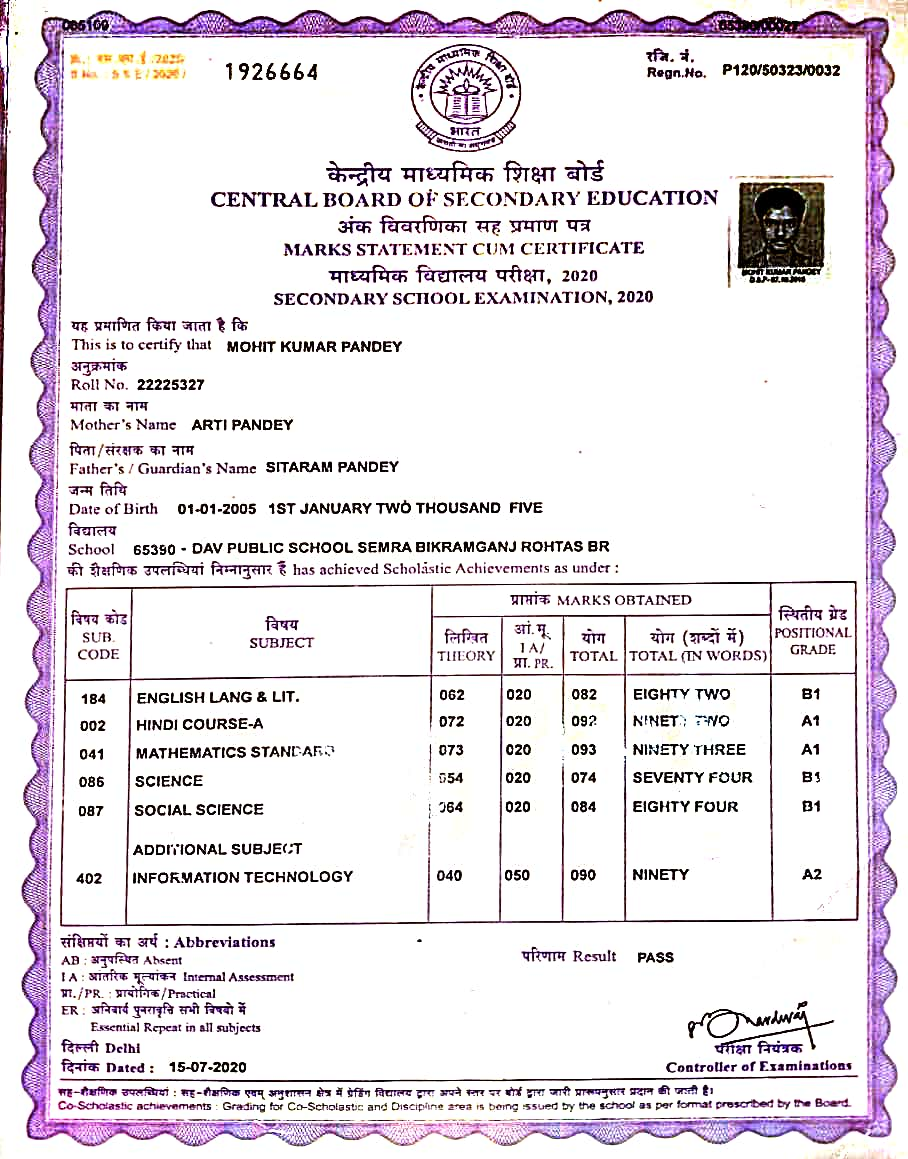 085109
1926664
रजि. नं.
Regn.No. P120/50323/0032
केन्द्रीय माध्यमिक शिक्षा बोर्ड
भारत
केन्द्रीय माध्यमिक शिक्षा बोर्ड
CENTRAL BOARD OF SECONDARY EDUCATION
अंक विवरणिका सह प्रमाण पत्र
MARKS STATEMENT CUM CERTIFICATE
माध्यमिक विद्यालय परीक्षा, 2020
SECONDARY SCHOOL EXAMINATION, 2020
MOHIT KUMAR PANDEY
यह प्रमाणित किया जाता है कि
This is to certify that MOHIT KUMAR PANDEY
अनुक्रमांक
Roll No. 22225327
माता का नाम
Mother's Name ARTI PANDEY
पिता/संरक्षक का नाम
Father's / Guardian's Name SITARAM PANDEY
जन्म तिथि
Date of Birth 01-01-2005 1ST JANUARY TWO THOUSAND FIVE
विद्यालय
School 65390 - DAV PUBLIC SCHOOL SEMRA BIKRAMGANJ ROHTAS BR
की शैक्षणिक उपलब्धियां निम्नानुसार हैं has achieved Scholastic Achievements as under :
विषय कोड SUB. CODE
विषय SUBJECT
प्राप्तांक MARKS OBTAINED
लिखित THEORY
आं.मू. I A/ प्रा. PR.
योग TOTAL
योग (शब्दों में) TOTAL (IN WORDS)
स्थितीय ग्रेड POSITIONAL GRADE
184 ENGLISH LANG & LIT. 062 020 082 EIGHTY TWO B1
002 HINDI COURSE-A 072 020 092 NINETY TWO A1
041 MATHEMATICS STANDARD 073 020 093 NINETY THREE A1
086 SCIENCE 054 020 074 SEVENTY FOUR B1
087 SOCIAL SCIENCE 064 020 084 EIGHTY FOUR B1
ADDITIONAL SUBJECT
402 INFORMATION TECHNOLOGY 040 050 090 NINETY A2
संक्षिप्तियों का अर्थ : Abbreviations
AB : अनुपस्थित Absent
I A : आंतरिक मूल्यांकन Internal Assessment
प्रा./PR. : प्रायोगिक/Practical
ER : अनिवार्य पुनरावृत्ति सभी विषयों में
Essential Repeat in all subjects
परिणाम Result PASS
दिल्ली Delhi
दिनांक Dated : 15-07-2020
परीक्षा नियंत्रक
Controller of Examinations
सह-शैक्षणिक उपलब्धियां : सह-शैक्षणिक एवम् अनुशासन क्षेत्र में ग्रेडिंग विद्यालय द्वारा अपने स्तर पर बोर्ड द्वारा जारी प्रारूपानुसार प्रदान की जाती है।
Co-Scholastic achievements : Grading for Co-Scholastic and Discipline area is being issued by the school as per format prescribed by the Board.